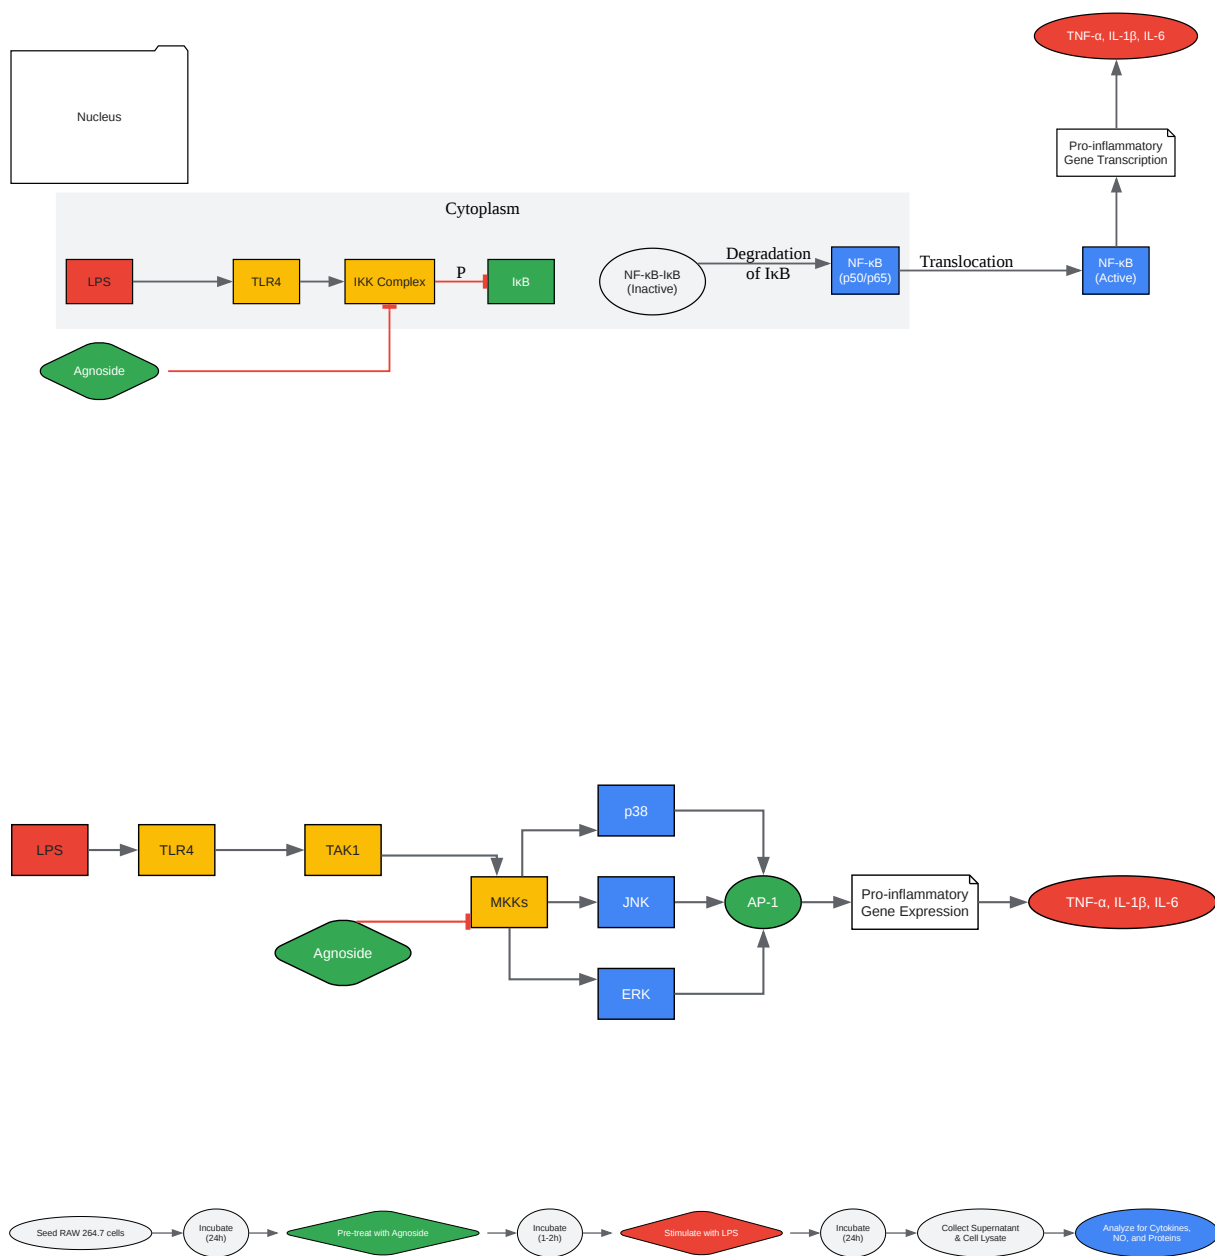 TNF-α, IL-1β, IL-6
Nucleus
Pro-inflammatory
Gene Transcription
Cytoplasm
LPS
TLR4
IKK Complex
P
IκB
NF-κB-IκB
(Inactive)
Degradation
of IκB
NF-κB
(p50/p65)
Translocation
NF-κB
(Active)
Agnoside
LPS
TLR4
TAK1
MKKs
Agnoside
p38
JNK
ERK
AP-1
Pro-inflammatory
Gene Expression
TNF-α, IL-1β, IL-6
Seed RAW 264.7 cells
Incubate
(24h)
Pre-treat with Agnoside
Incubate
(1-2h)
Stimulate with LPS
Incubate
(24h)
Collect Supernatant
& Cell Lysate
Analyze for Cytokines,
NO, and Proteins